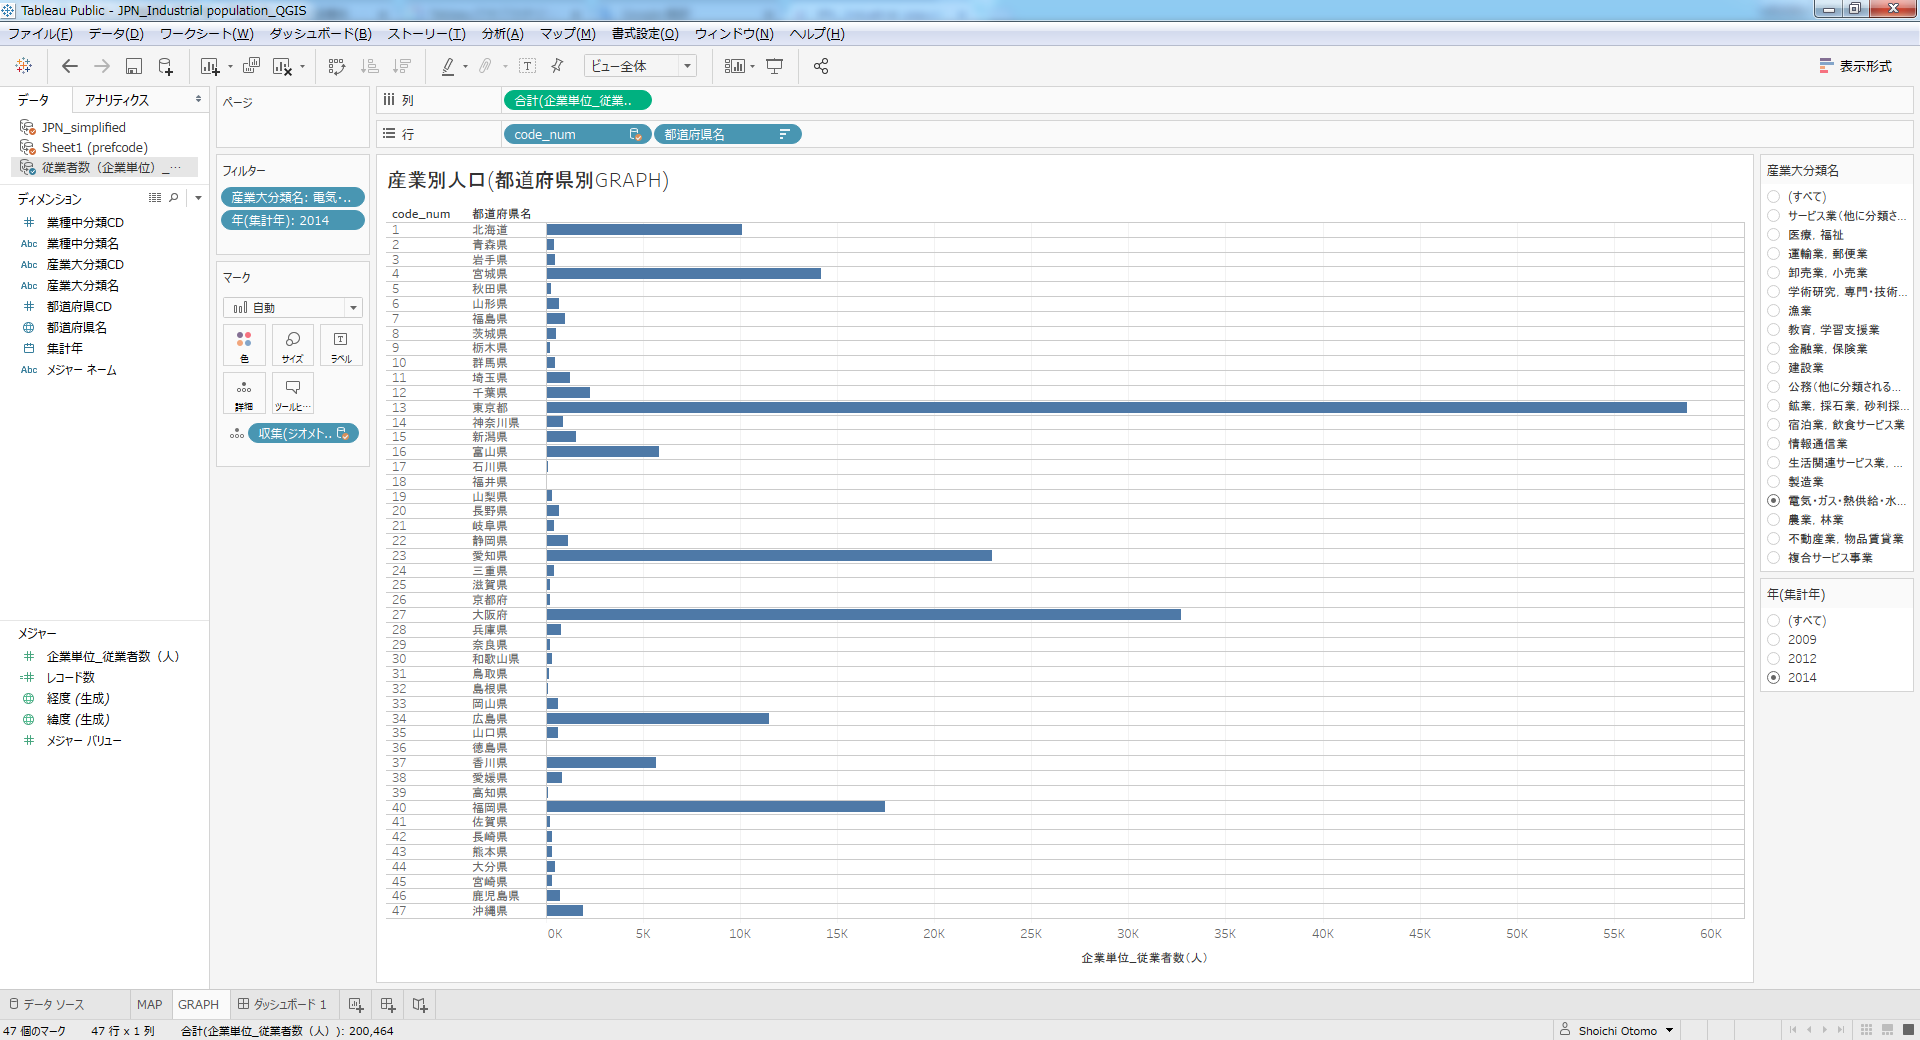 Tableau Public - JPN_Industrial population_QGIS
ファイル(F) データ(D) ワークシート(W) ダッシュボード(B) ストーリー(T) 分析(A) マップ(M) 書式設定(O) ウィンドウ(N) ヘルプ(H)
ビュー全体
表示形式
データ
アナリティクス
JPN_simplified
Sheet1 (prefcode)
従業者数（企業単位）_…
ディメンション
業種中分類CD
Abc 業種中分類名
Abc 産業大分類CD
Abc 産業大分類名
都道府県CD
都道府県名
集計年
Abc メジャー ネーム
メジャー
企業単位_従業者数（人）
レコード数
経度 (生成)
緯度 (生成)
メジャー バリュー
ページ
フィルター
産業大分類名: 電気・..
年(集計年): 2014
マーク
自動
色
サイズ
ラベル
詳細
ツールヒ…
収集(ジオメト..
列
合計(企業単位_従業..
行
code_num
都道府県名
産業別人口(都道府県別GRAPH)
code_num 都道府県名
1 北海道
2 青森県
3 岩手県
4 宮城県
5 秋田県
6 山形県
7 福島県
8 茨城県
9 栃木県
10 群馬県
11 埼玉県
12 千葉県
13 東京都
14 神奈川県
15 新潟県
16 富山県
17 石川県
18 福井県
19 山梨県
20 長野県
21 岐阜県
22 静岡県
23 愛知県
24 三重県
25 滋賀県
26 京都府
27 大阪府
28 兵庫県
29 奈良県
30 和歌山県
31 鳥取県
32 島根県
33 岡山県
34 広島県
35 山口県
36 徳島県
37 香川県
38 愛媛県
39 高知県
40 福岡県
41 佐賀県
42 長崎県
43 熊本県
44 大分県
45 宮崎県
46 鹿児島県
47 沖縄県
0K 5K 10K 15K 20K 25K 30K 35K 40K 45K 50K 55K 60K
企業単位_従業者数(人)
産業大分類名
(すべて)
サービス業(他に分類さ…
医療, 福祉
運輸業, 郵便業
卸売業, 小売業
学術研究, 専門・技術…
漁業
教育, 学習支援業
金融業, 保険業
建設業
公務(他に分類される…
鉱業, 採石業, 砂利採…
宿泊業, 飲食サービス業
情報通信業
生活関連サービス業, …
製造業
電気・ガス・熱供給・水…
農業, 林業
不動産業, 物品賃貸業
複合サービス事業
年(集計年)
(すべて)
2009
2012
2014
データ ソース
MAP
GRAPH
ダッシュボード 1
47 個のマーク 47 行 x 1 列 合計(企業単位_従業者数（人）): 200,464
Shoichi Otomo